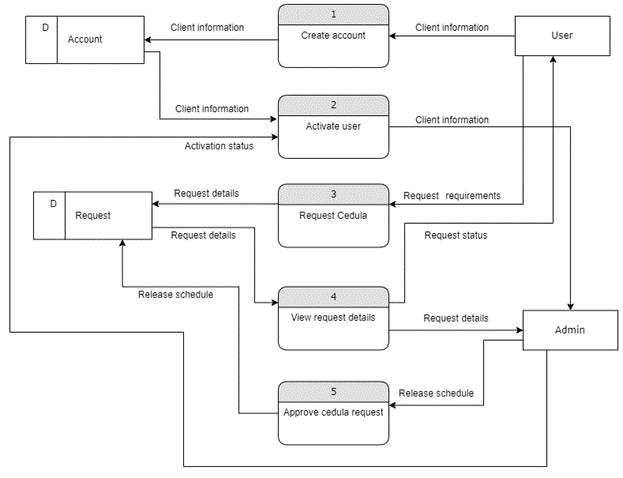 1
D
Account
Client information
Create account
Client information
User
Client information
2
Activate user
Client information
Activation status
D
Request
Request details
3
Request Cedula
Request requirements
Request details
Request status
Release schedule
4
View request details
Request details
Admin
5
Approve cedula request
Release schedule